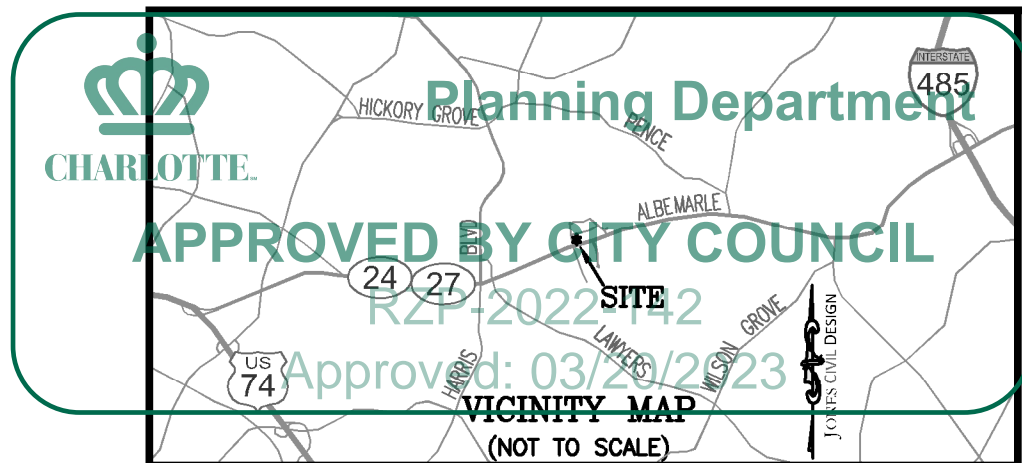 INTERSTATE
485
Planning Department
HICKORY GROVE
PENCE
CHARLOTTE
ALBEMARLE
APPROVED BY CITY COUNCIL
BLVD
24
27
SITE
RZP-2022-142
LAWYERS
WILSON GROVE
JONES CIVIL DESIGN
US
74
HARRIS
Approved: 03/20/2023
VICINITY MAP
(NOT TO SCALE)